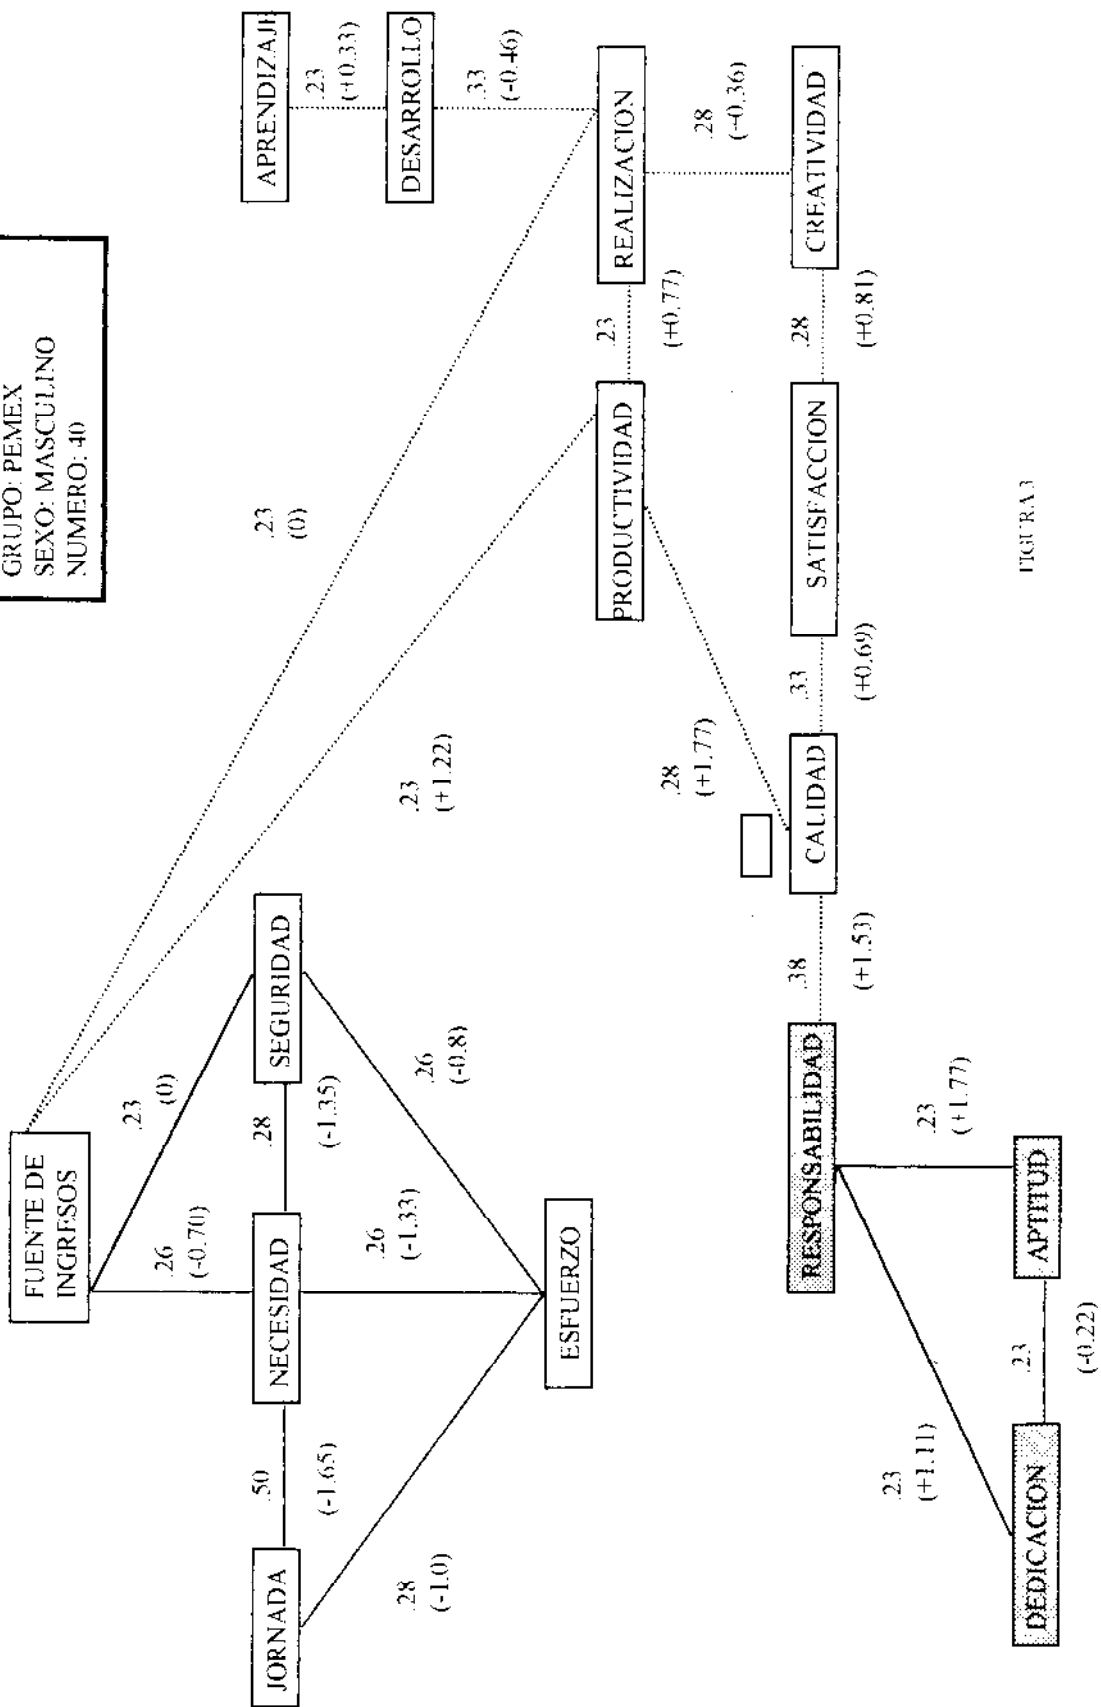 GRUPO: PEMEX
SEXO: MASCULINO
NUMERO: 40
FUENTE DE
INGRESOS
.26
(-0.70)
.23
(0)
.23
(0)
.23
(+1.22)
APRENDIZAJE
.23
(+0.33)
DESARROLLO
.33
(-0.46)
JORNADA
.50
(-1.65)
NECESIDAD
.28
(-1.35)
SEGURIDAD
.28
(-1.0)
.26
(-1.33)
.26
(-0.8)
ESFUERZO
PRODUCTIVIDAD
.23
(+0.77)
REALIZACION
.28
(+1.77)
.28
(+0.36)
RESPONSABILIDAD
.38
(+1.53)
CALIDAD
.33
(+0.69)
SATISFACCION
.28
(+0.81)
CREATIVIDAD
.23
(+1.11)
.23
(+1.77)
DEDICACION
.23
(-0.22)
APTITUD
FIGURA 3